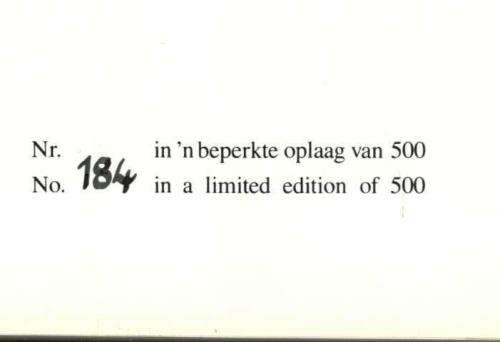 Nr. in 'n beperkte oplaag van 500
No. 184 in a limited edition of 500